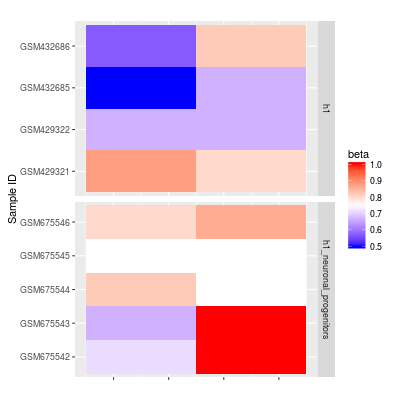 GSM432686
GSM432685
GSM429322
GSM429321
h1
GSM675546
GSM675545
GSM675544
GSM675543
GSM675542
h1_neuronal_progenitors
Sample ID
beta
1.0
0.9
0.8
0.7
0.6
0.5